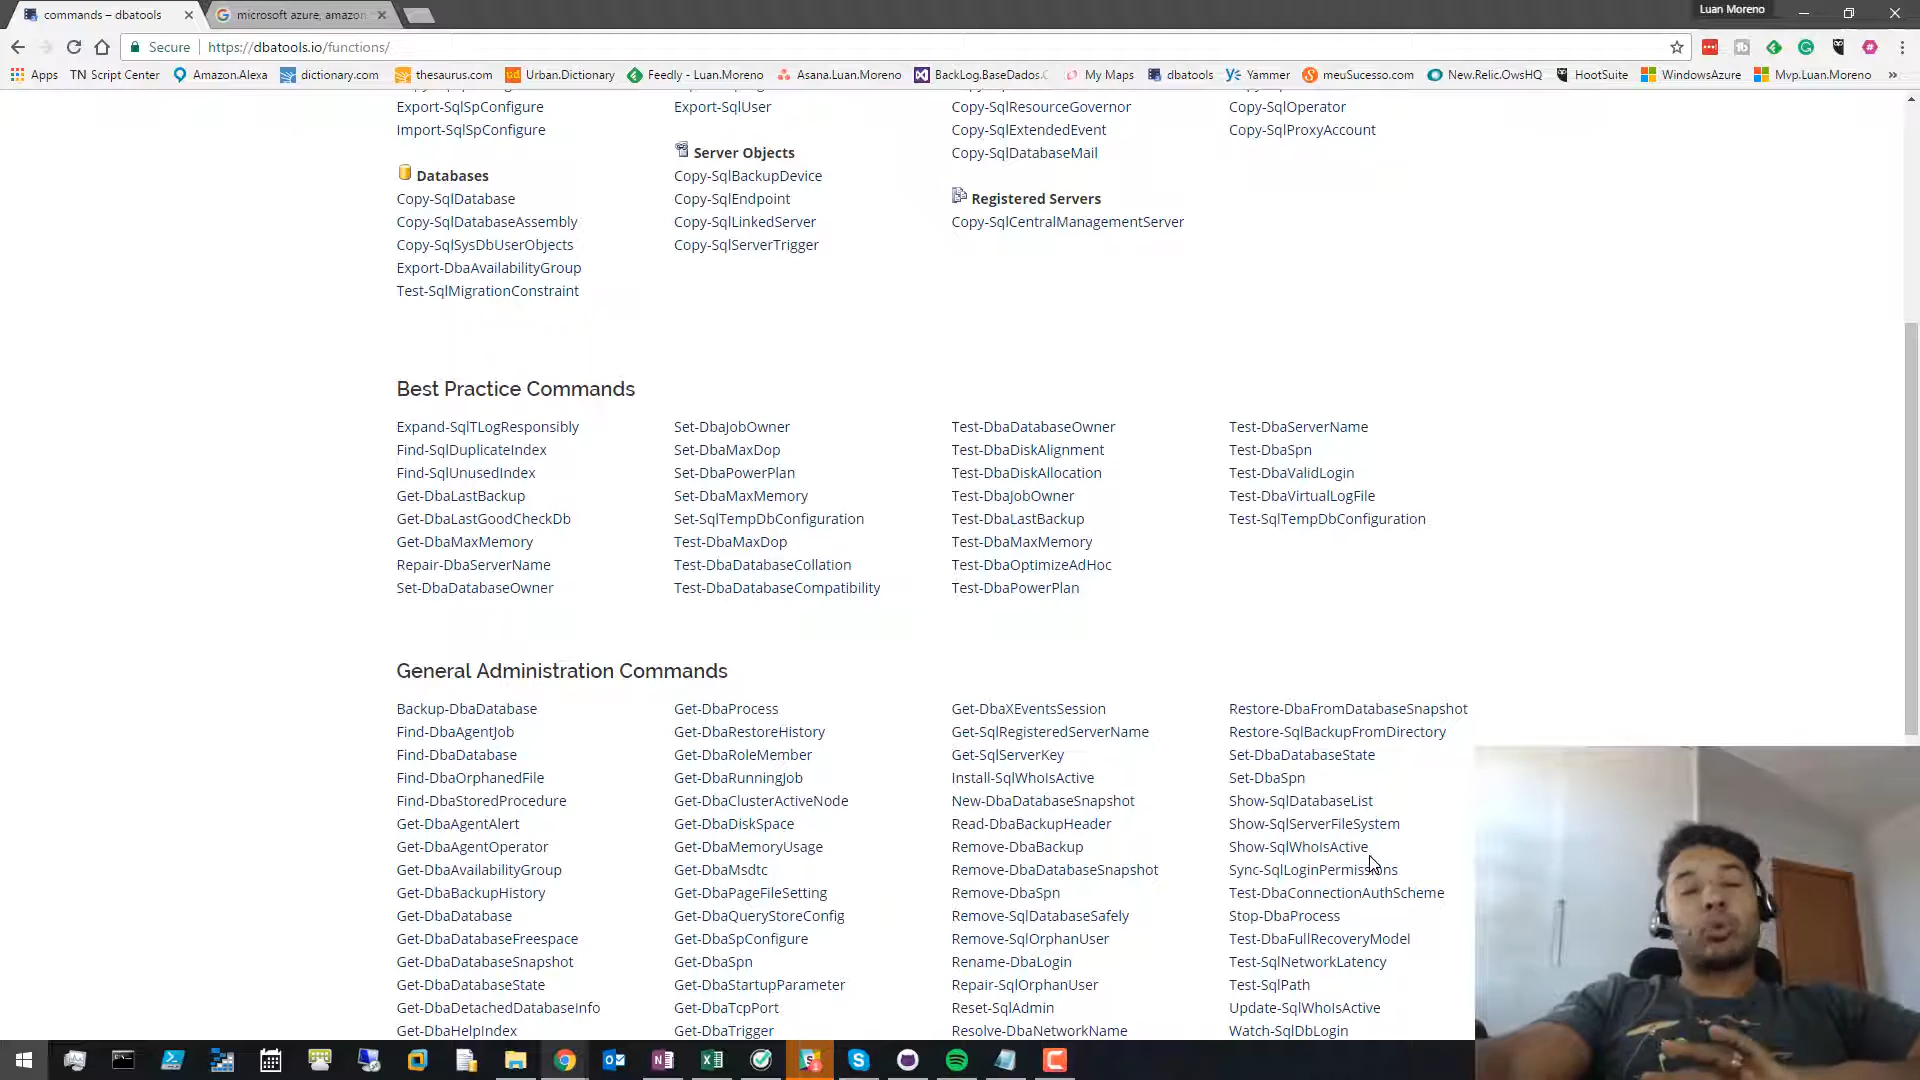 commands – dbatools
microsoft azure, amazon
Luan Moreno
Secure
https://dbatools.io/functions/
Apps
TN Script Center
Amazon.Alexa
dictionary.com
thesaurus.com
Urban.Dictionary
Feedly - Luan.Moreno
Asana.Luan.Moreno
BackLog.BaseDados.
My Maps
dbatools
Yammer
meuSucesso.com
New.Relic.OwsHQ
HootSuite
WindowsAzure
Mvp.Luan.Moreno
»
Export-SqlSpConfigure
Import-SqlSpConfigure
Databases
Copy-SqlDatabase
Copy-SqlDatabaseAssembly
Copy-SqlSysDbUserObjects
Export-DbaAvailabilityGroup
Test-SqlMigrationConstraint
Export-SqlUser
Server Objects
Copy-SqlBackupDevice
Copy-SqlEndpoint
Copy-SqlLinkedServer
Copy-SqlServerTrigger
Copy-SqlResourceGovernor
Copy-SqlExtendedEvent
Copy-SqlDatabaseMail
Registered Servers
Copy-SqlCentralManagementServer
Copy-SqlOperator
Copy-SqlProxyAccount
Best Practice Commands
Expand-SqlTLogResponsibly
Find-SqlDuplicateIndex
Find-SqlUnusedIndex
Get-DbaLastBackup
Get-DbaLastGoodCheckDb
Get-DbaMaxMemory
Repair-DbaServerName
Set-DbaDatabaseOwner
Set-DbaJobOwner
Set-DbaMaxDop
Set-DbaPowerPlan
Set-DbaMaxMemory
Set-SqlTempDbConfiguration
Test-DbaMaxDop
Test-DbaDatabaseCollation
Test-DbaDatabaseCompatibility
Test-DbaDatabaseOwner
Test-DbaDiskAlignment
Test-DbaDiskAllocation
Test-DbaJobOwner
Test-DbaLastBackup
Test-DbaMaxMemory
Test-DbaOptimizeAdHoc
Test-DbaPowerPlan
Test-DbaServerName
Test-DbaSpn
Test-DbaValidLogin
Test-DbaVirtualLogFile
Test-SqlTempDbConfiguration
General Administration Commands
Backup-DbaDatabase
Find-DbaAgentJob
Find-DbaDatabase
Find-DbaOrphanedFile
Find-DbaStoredProcedure
Get-DbaAgentAlert
Get-DbaAgentOperator
Get-DbaAvailabilityGroup
Get-DbaBackupHistory
Get-DbaDatabase
Get-DbaDatabaseFreespace
Get-DbaDatabaseSnapshot
Get-DbaDatabaseState
Get-DbaDetachedDatabaseInfo
Get-DbaHelpIndex
Get-DbaProcess
Get-DbaRestoreHistory
Get-DbaRoleMember
Get-DbaRunningJob
Get-DbaClusterActiveNode
Get-DbaDiskSpace
Get-DbaMemoryUsage
Get-DbaMsdtc
Get-DbaPageFileSetting
Get-DbaQueryStoreConfig
Get-DbaSpConfigure
Get-DbaSpn
Get-DbaStartupParameter
Get-DbaTcpPort
Get-DbaTrigger
Get-DbaXEventsSession
Get-SqlRegisteredServerName
Get-SqlServerKey
Install-SqlWhoIsActive
New-DbaDatabaseSnapshot
Read-DbaBackupHeader
Remove-DbaBackup
Remove-DbaDatabaseSnapshot
Remove-DbaSpn
Remove-SqlDatabaseSafely
Remove-SqlOrphanUser
Rename-DbaLogin
Repair-SqlOrphanUser
Reset-SqlAdmin
Resolve-DbaNetworkName
Restore-DbaFromDatabaseSnapshot
Restore-SqlBackupFromDirectory
Set-DbaDatabaseState
Set-DbaSpn
Show-SqlDatabaseList
Show-SqlServerFileSystem
Show-SqlWhoIsActive
Sync-SqlLoginPermissions
Test-DbaConnectionAuthScheme
Stop-DbaProcess
Test-DbaFullRecoveryModel
Test-SqlNetworkLatency
Test-SqlPath
Update-SqlWhoIsActive
Watch-SqlDbLogin